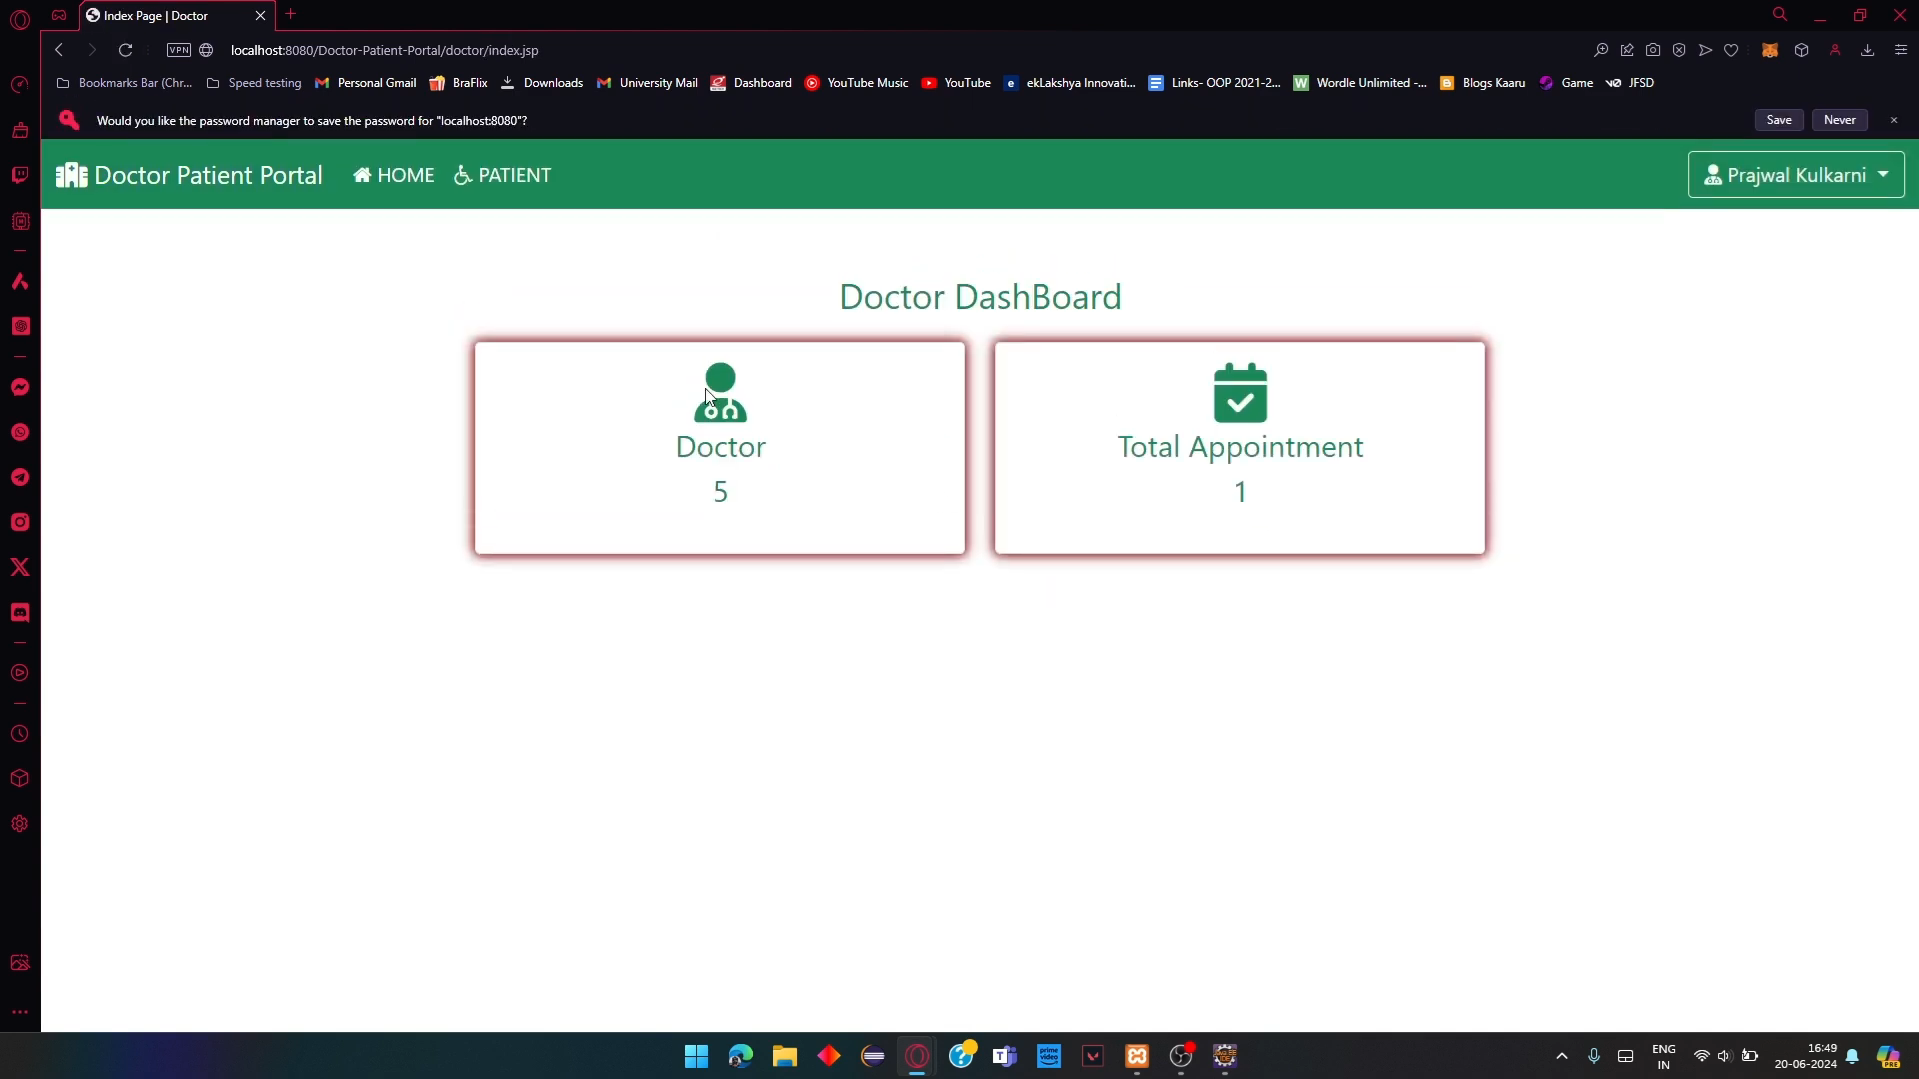 Index Page | Doctor
VPN
localhost:8080/Doctor-Patient-Portal/doctor/index.jsp
Bookmarks Bar (Chr... Speed testing Personal Gmail BraFlix Downloads University Mail Dashboard YouTube Music YouTube ekLakshya Innovati... Links- OOP 2021-2... Wordle Unlimited -... Blogs Kaaru Game JFSD
Would you like the password manager to save the password for "localhost:8080"? Save Never
Doctor Patient Portal HOME PATIENT Prajwal Kulkarni
Doctor DashBoard
Doctor
5
Total Appointment
1
ENG
IN
16:49
20-06-2024